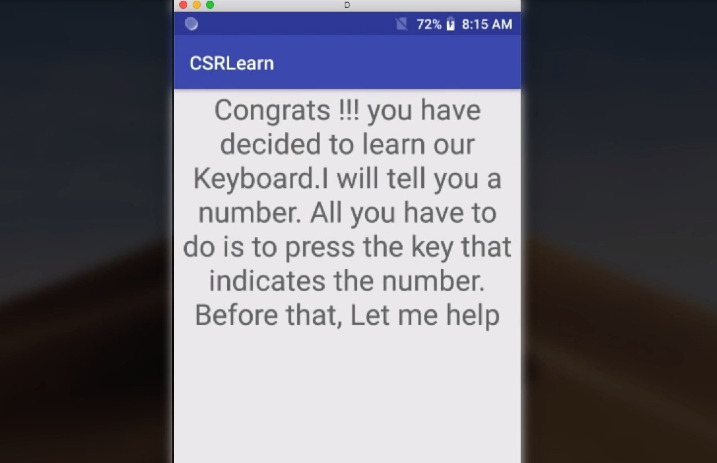 D
72% 8:15 AM
CSRLearn
Congrats !!! you have
decided to learn our
Keyboard.I will tell you a
number. All you have to
do is to press the key that
indicates the number.
Before that, Let me help